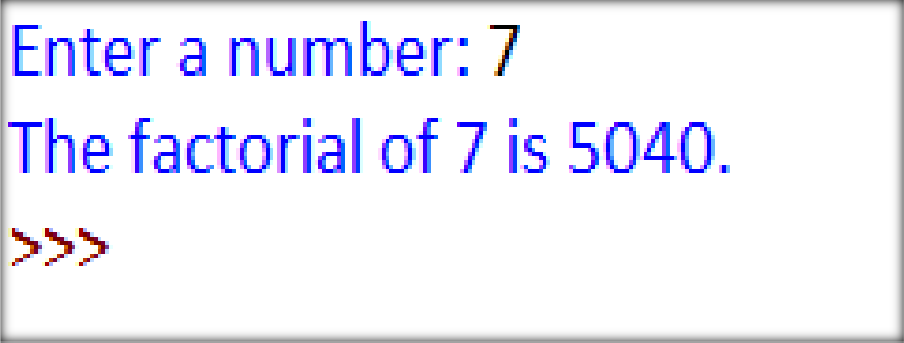 Enter a number: 7
The factorial of 7 is 5040.
>>>